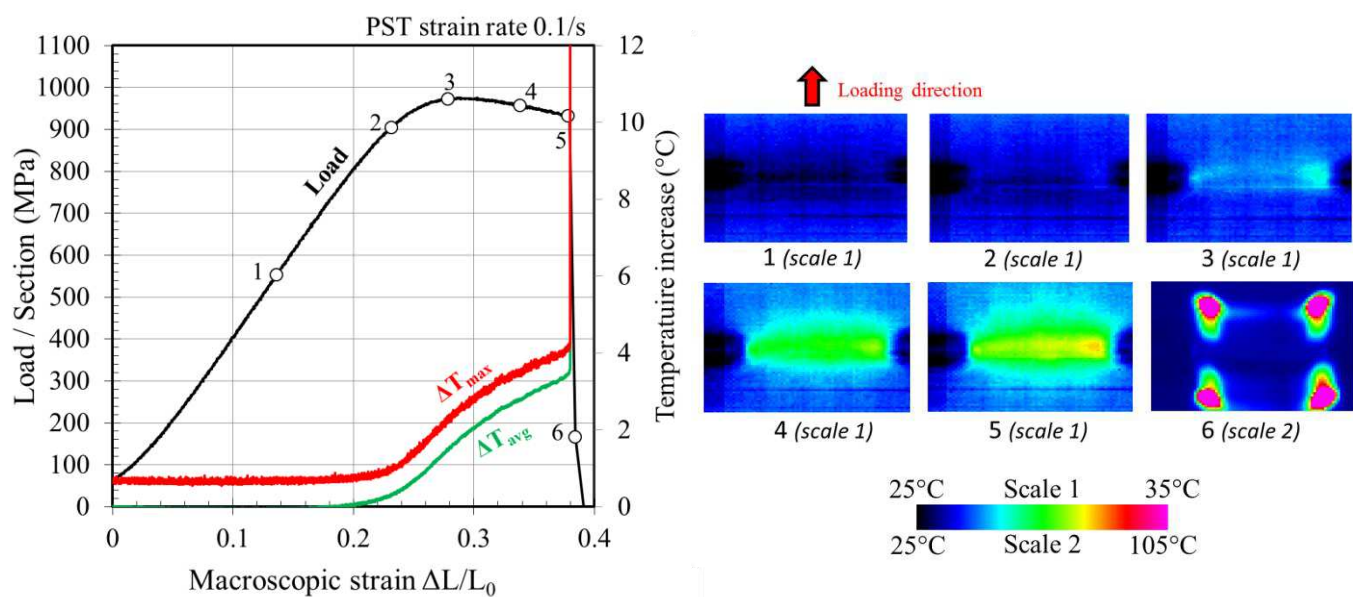 PST strain rate 0.1/s
1100
1000
900
800
700
600
500
400
300
200
100
0
Load / Section (MPa)
12
10
8
6
4
2
0
Temperature increase (°C)
0
0.1
0.2
0.3
0.4
Macroscopic strain ΔL/L0
Load
1
2
3
4
5
6
ΔTmax
ΔTavg
Loading direction
1 (scale 1)
2 (scale 1)
3 (scale 1)
4 (scale 1)
5 (scale 1)
6 (scale 2)
25°C Scale 1 35°C
25°C Scale 2 105°C